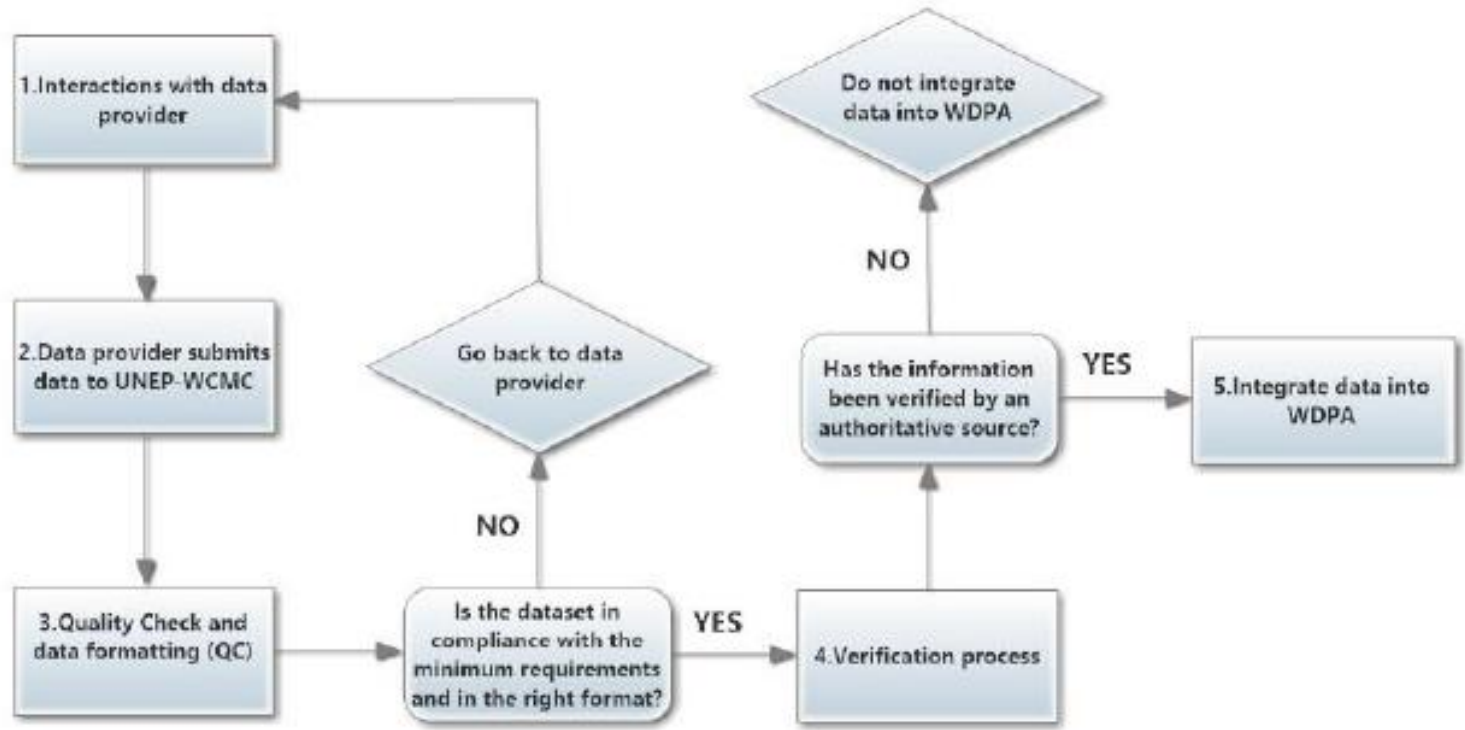 1.Interactions with data
provider
2.Data provider submits
data to UNEP-WCMC
3.Quality Check and
data formatting (QC)
Is the dataset in
compliance with the
minimum requirements
and in the right format?
NO
Go back to data
provider
YES
4.Verification process
Has the information
been verified by an
authoritative source?
NO
Do not integrate
data into WDPA
YES
5.Integrate data into
WDPA